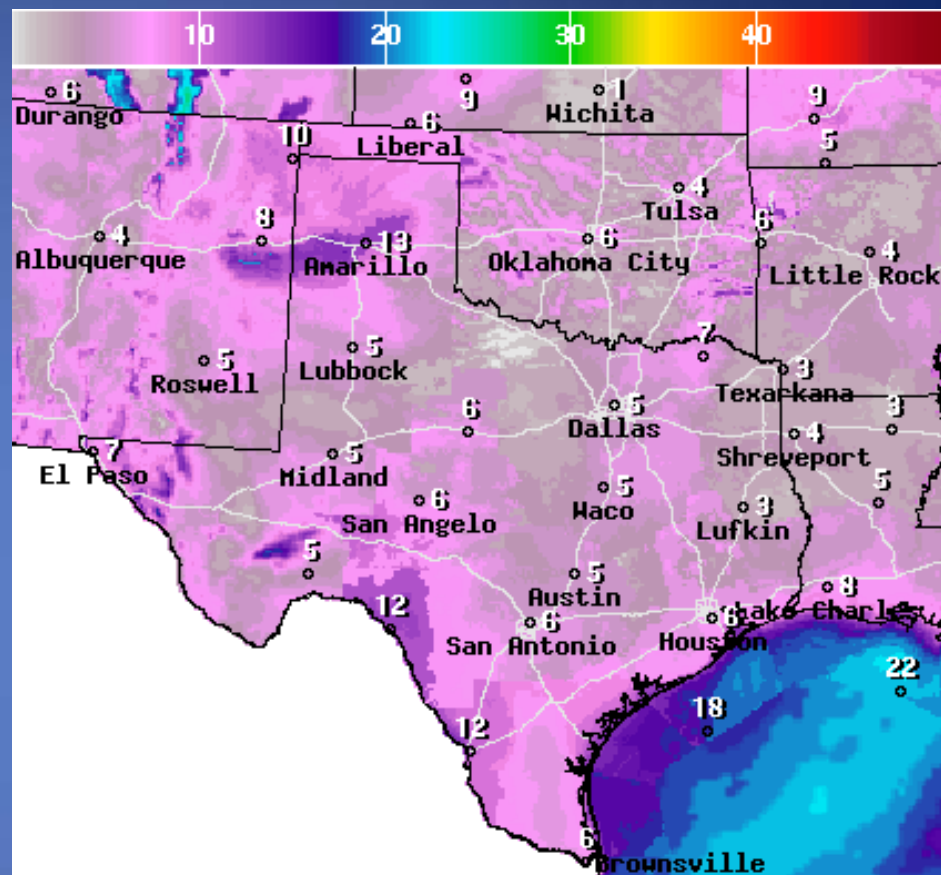 10 20 30 40
6 9 1 9
Durango Wichita
10 6 5
Liberal
4
Tulsa
4 8 13 6 6 4
Albuquerque Amarillo Oklahoma City Little Rock
5 5 7 3
Roswell Lubbock Texarkana
6 5 4 3
Dallas
7 5 Shreveport
El Paso Midland
6 5 3 5
San Angelo Waco Lufkin
5 5 8
Austin Lake Charles
12 6 6
San Antonio Houston
22
18
12
6
Brownsville